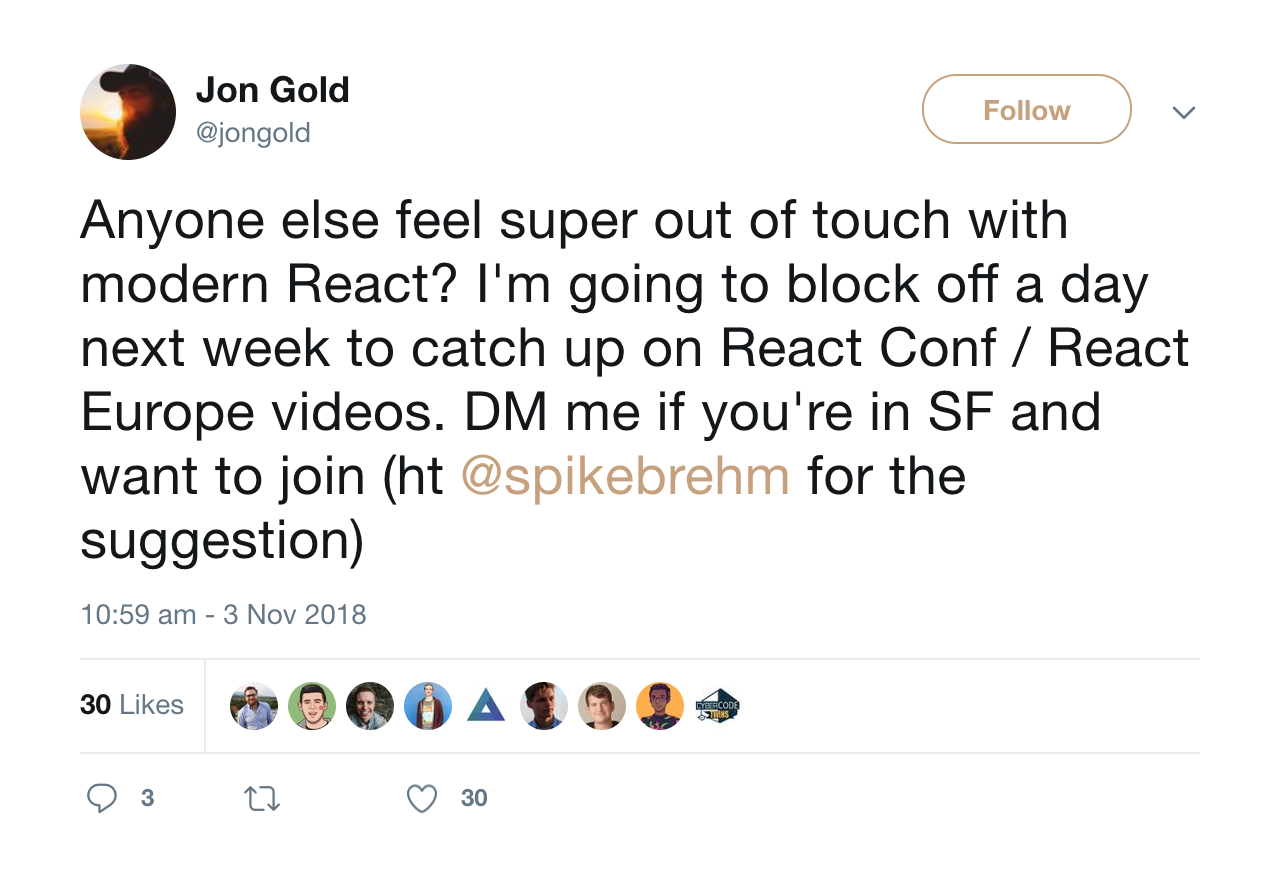 Jon Gold
@jongold
Follow
Anyone else feel super out of touch with
modern React? I'm going to block off a day
next week to catch up on React Conf / React
Europe videos. DM me if you're in SF and
want to join (ht @spikebrehm for the
suggestion)
10:59 am - 3 Nov 2018
30 Likes
CYBERCODE
TWINS
3
30